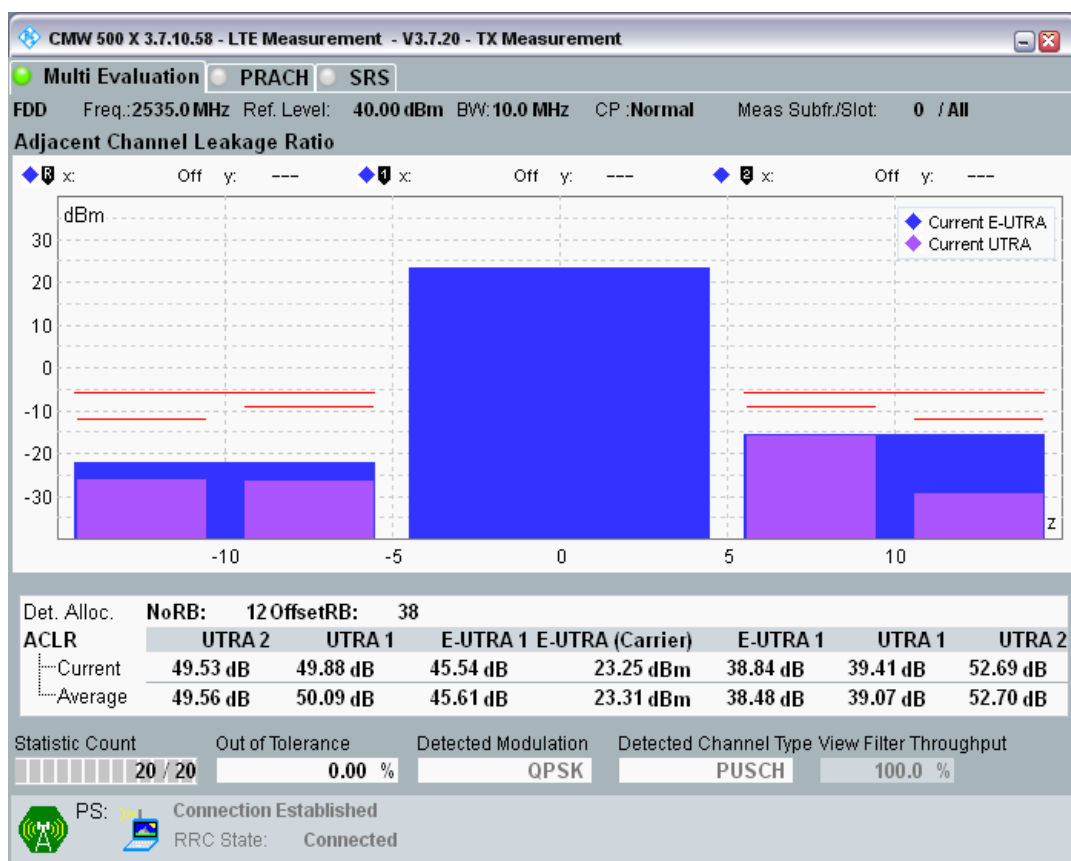 CMW 500 X 3.7.10.58 - LTE Measurement - V3.7.20 - TX Measurement
Multi Evaluation PRACH SRS
FDD Freq.:2535.0 MHz Ref. Level: 40.00 dBm BW: 10.0 MHz CP :Normal Meas Subfr./Slot: 0 / All
Adjacent Channel Leakage Ratio
R x: Off y: --- 1 x: Off y: --- 2 x: Off y: ---
dBm
Current E-UTRA
Current UTRA
30
20
10
0
-10
-20
-30
z
-10 -5 0 5 10
Det. Alloc. NoRB: 12 OffsetRB: 38
ACLR UTRA 2 UTRA 1 E-UTRA 1 E-UTRA (Carrier) E-UTRA 1 UTRA 1 UTRA 2
Current 49.53 dB 49.88 dB 45.54 dB 23.25 dBm 38.84 dB 39.41 dB 52.69 dB
Average 49.56 dB 50.09 dB 45.61 dB 23.31 dBm 38.48 dB 39.07 dB 52.70 dB
Statistic Count Out of Tolerance Detected Modulation Detected Channel Type View Filter Throughput
20 / 20 0.00 % QPSK PUSCH 100.0 %
PS: Connection Established
RRC State: Connected